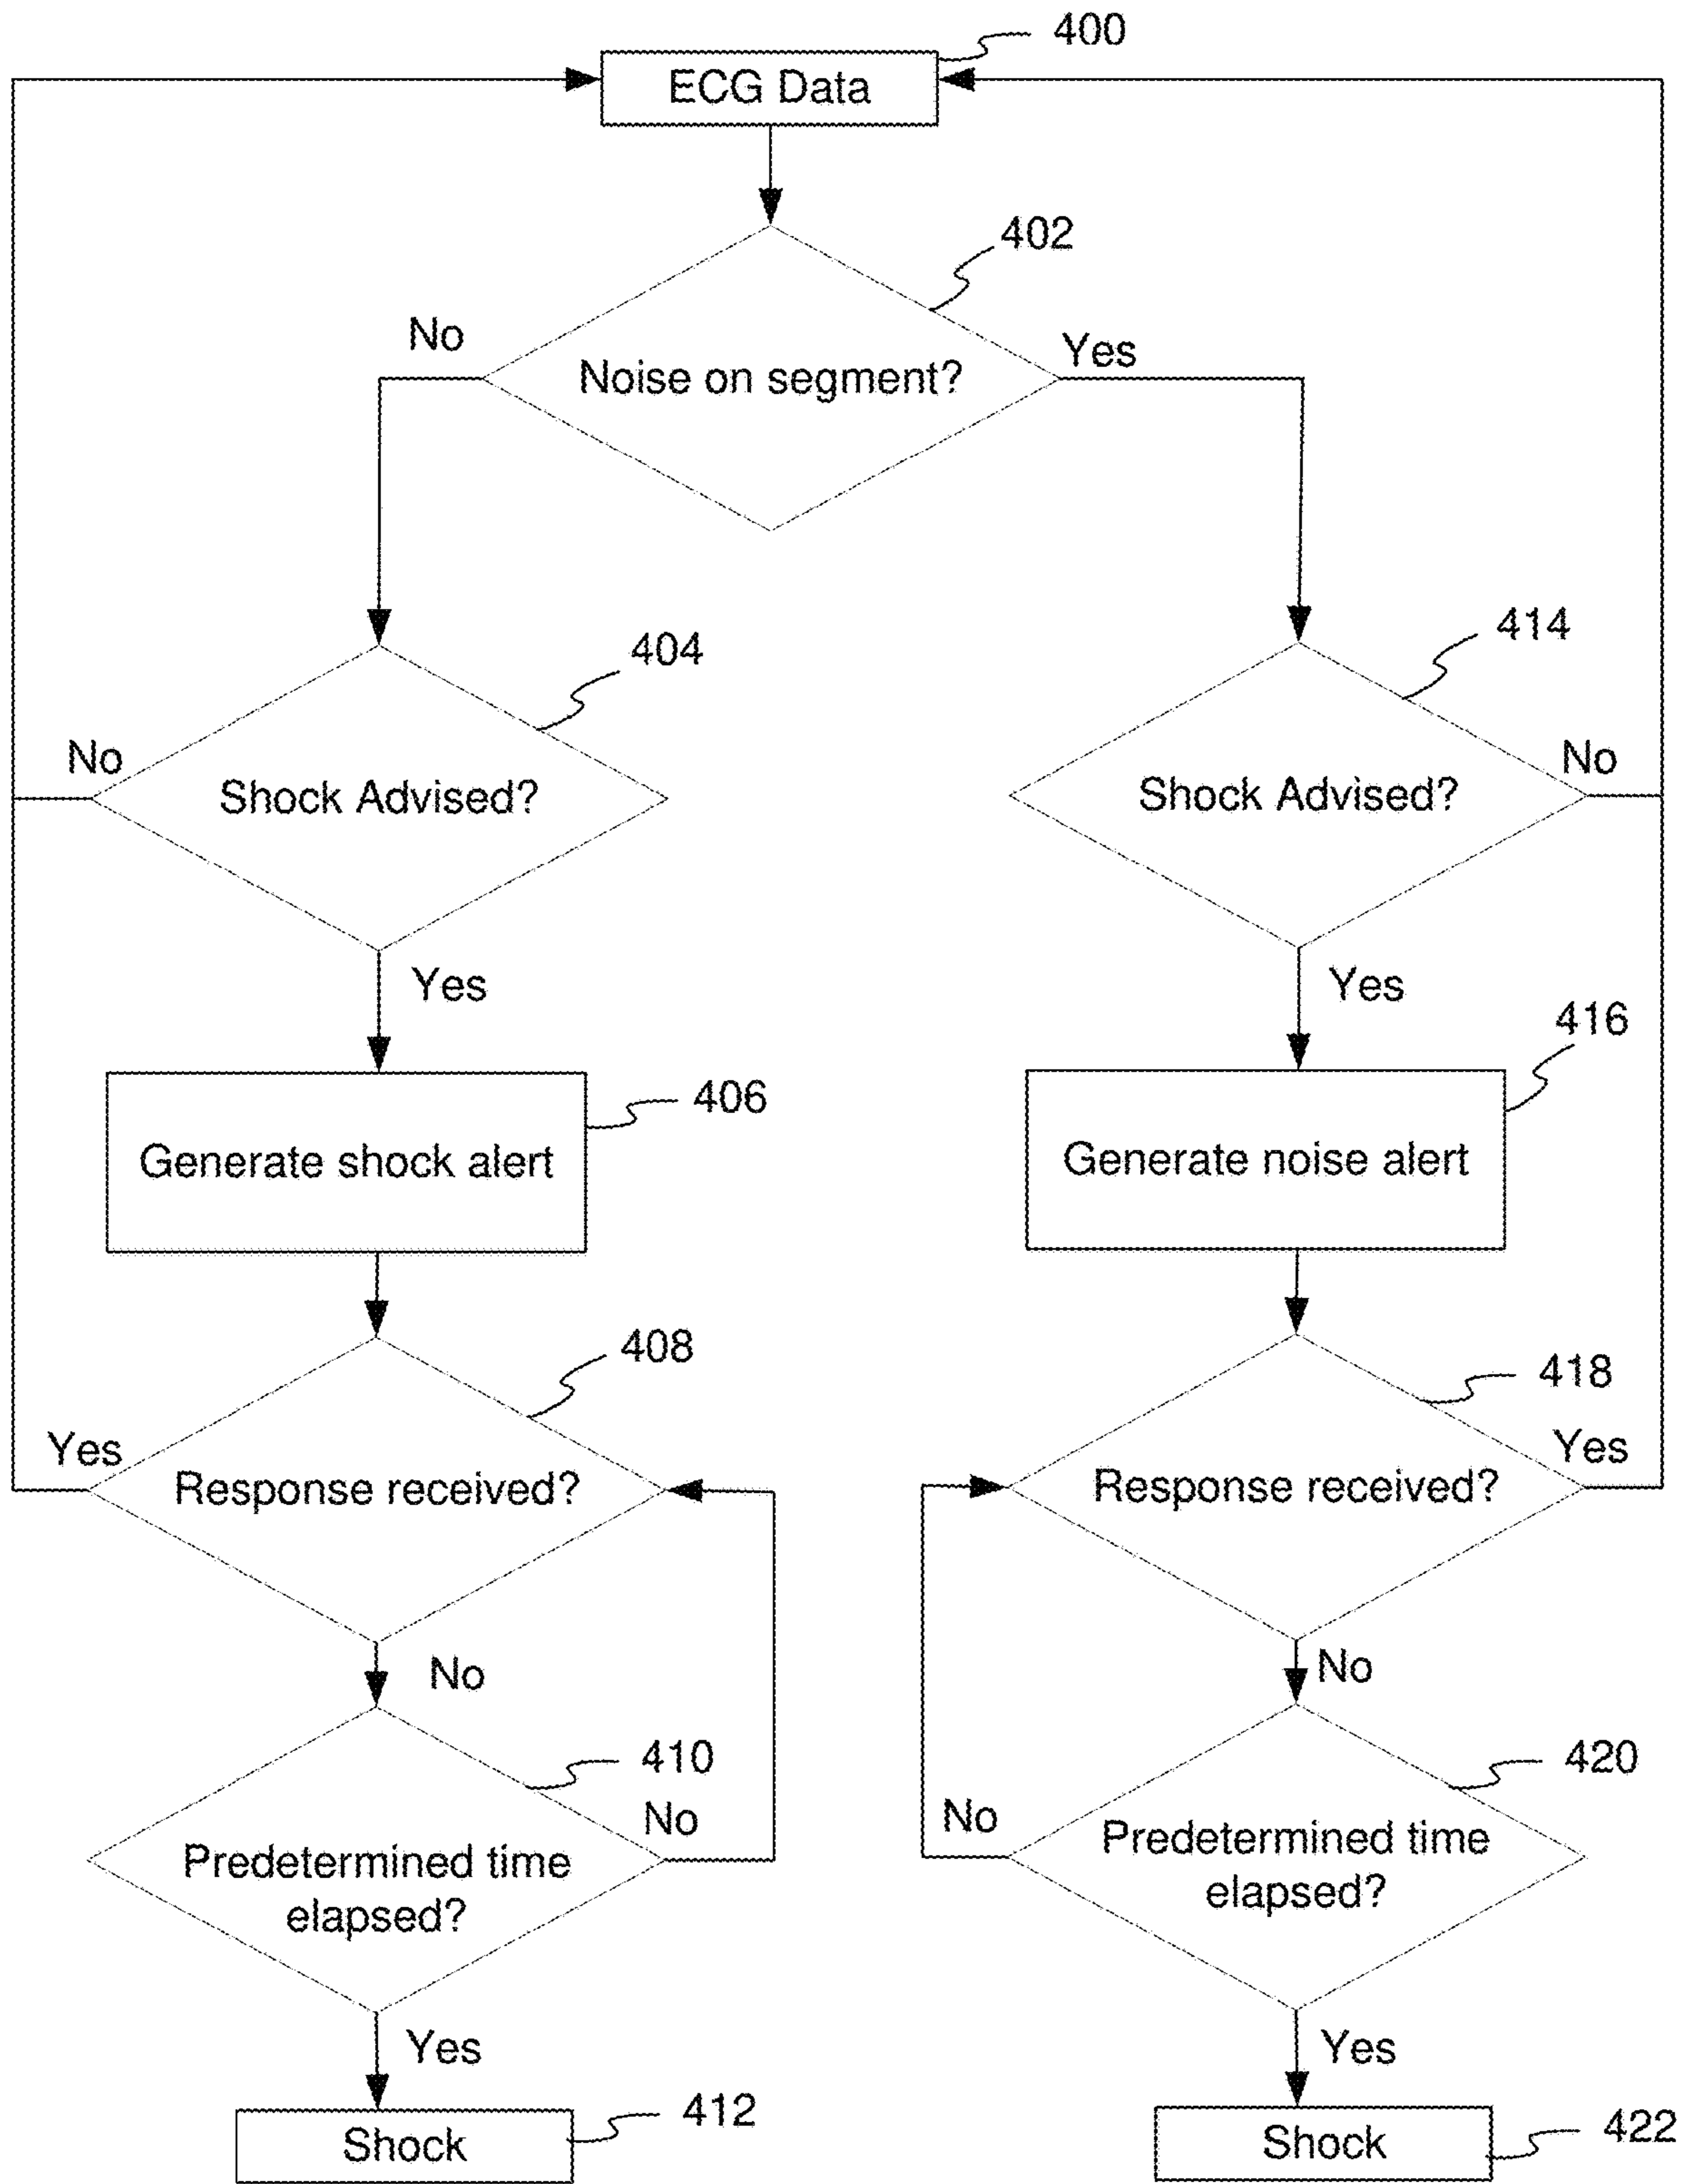 400
ECG Data
402
No
Yes
Noise on segment?
404
414
No
Shock Advised?
Shock Advised?
No
Yes
Yes
406
416
Generate shock alert
Generate noise alert
408
418
Yes
Response received?
Response received?
Yes
No
No
410
420
No
No
Predetermined time
elapsed?
Predetermined time
elapsed?
Yes
Yes
Shock
412
Shock
422